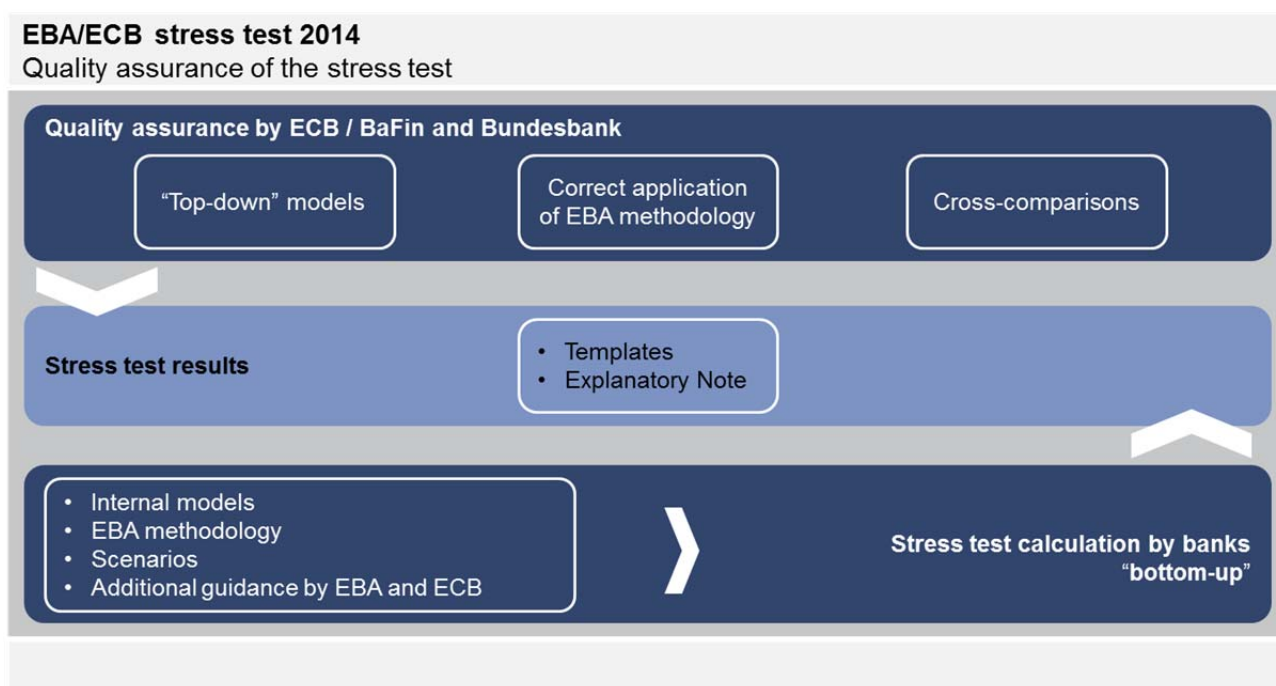 EBA/ECB stress test 2014
Quality assurance of the stress test
Quality assurance by ECB / BaFin and Bundesbank
“Top-down” models
Correct application
of EBA methodology
Cross-comparisons
Stress test results
• Templates
• Explanatory Note
• Internal models
• EBA methodology
• Scenarios
• Additional guidance by EBA and ECB
Stress test calculation by banks
“bottom-up”